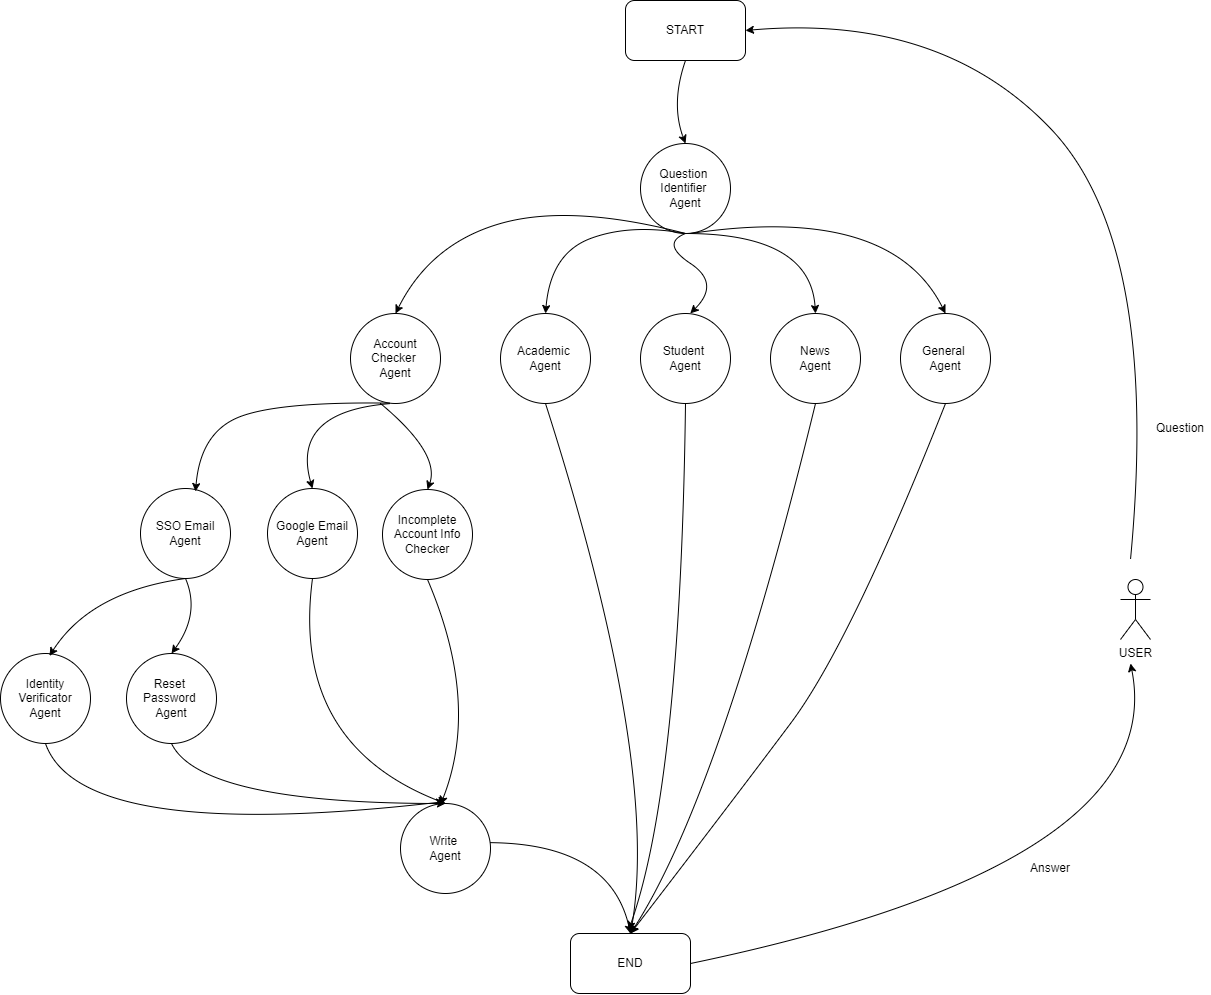 START
Question
Identifier
Agent
Account
Checker
Agent
Academic
Agent
Student
Agent
News
Agent
General
Agent
Question
SSO Email
Agent
Google Email
Agent
Incomplete
Account Info
Checker
USER
Identity
Verificator
Agent
Reset
Password
Agent
Write
Agent
Answer
END